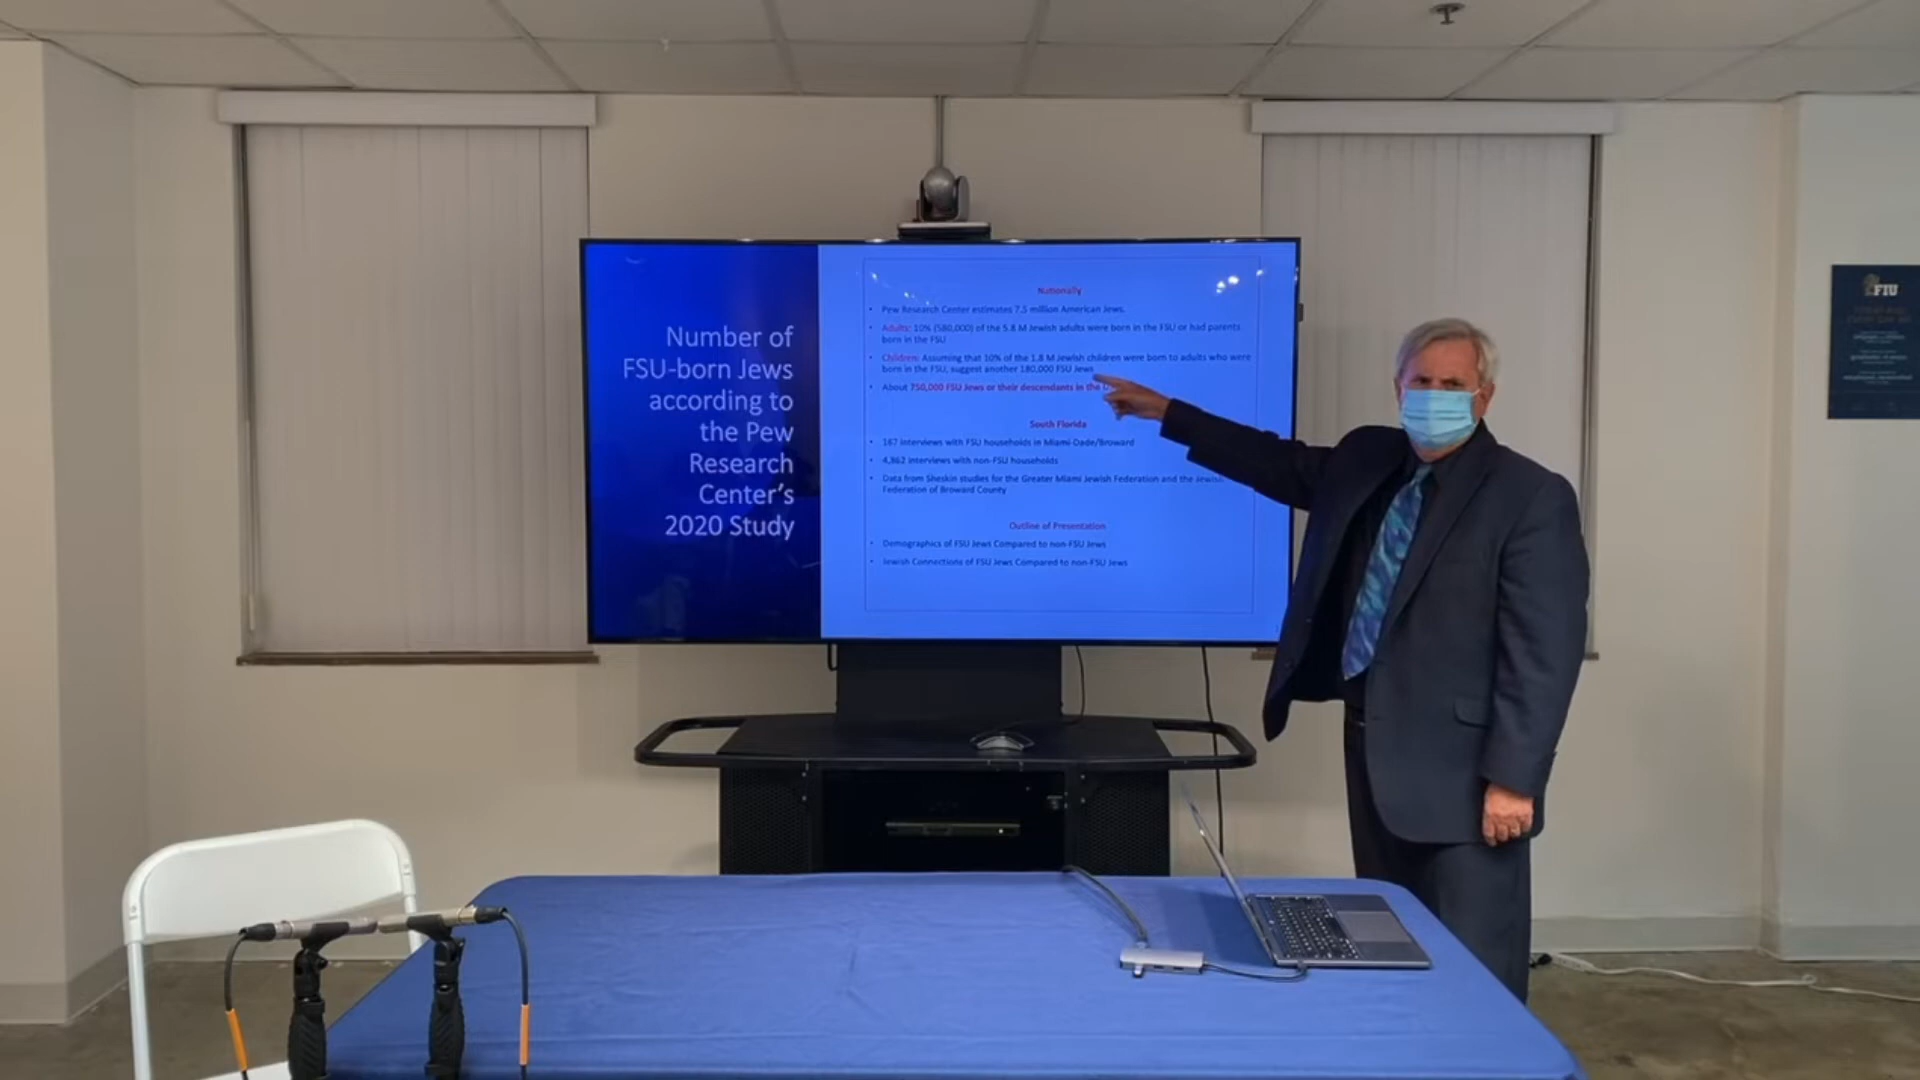 Number of
FSU-born Jews
according to
the Pew
Research
Center's
2020 Study
Nationally
• Pew Research Center estimates 7.5 million American Jews.
• Adults: 10% (580,000) of the 5.8 M Jewish adults were born in the FSU or had parents
born in the FSU
• Children: Assuming that 10% of the 1.8 M Jewish children were born to adults who were
born in the FSU, suggest another 180,000 FSU Jews
• About 750,000 FSU Jews or their descendants in the
South Florida
• 167 interviews with FSU households in Miami-Dade/Broward
• 4,862 interviews with non-FSU households
• Data from Sheskin studies for the Greater Miami Jewish Federation and the Jewish
Federation of Broward County
Outline of Presentation
• Demographics of FSU Jews Compared to non-FSU Jews
• Jewish Connections of FSU Jews Compared to non-FSU Jews
FIU